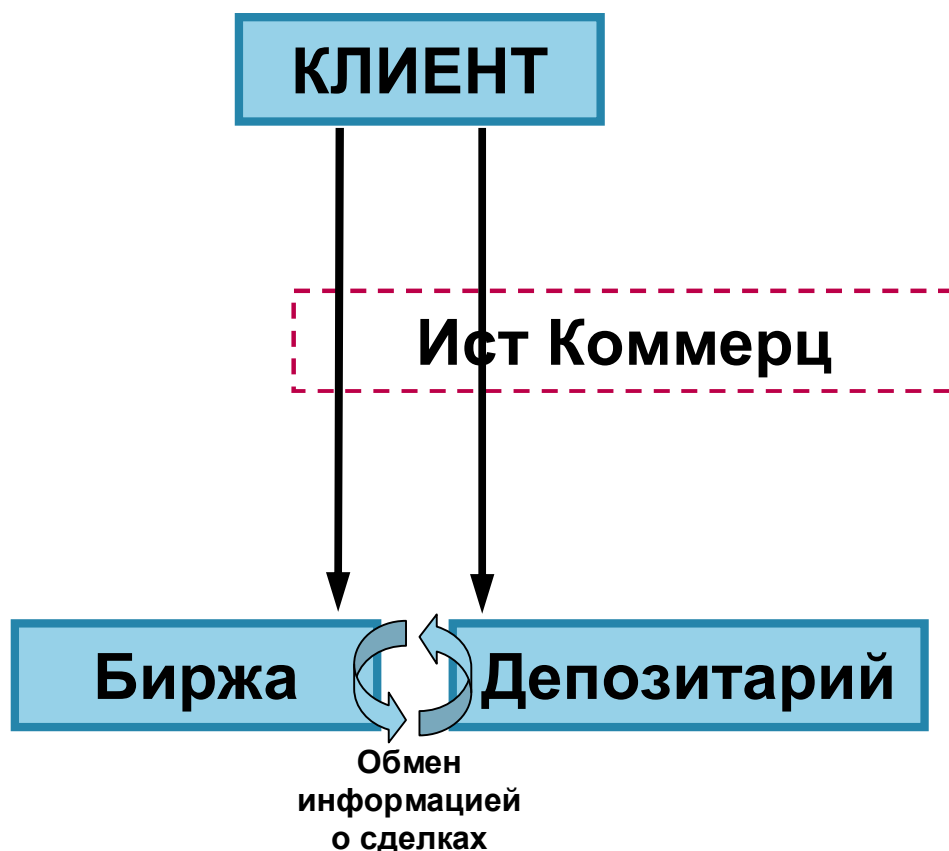 КЛИЕНТ
Ист Коммерц
Биржа
Депозитарий
Обмен
информацией
о сделках